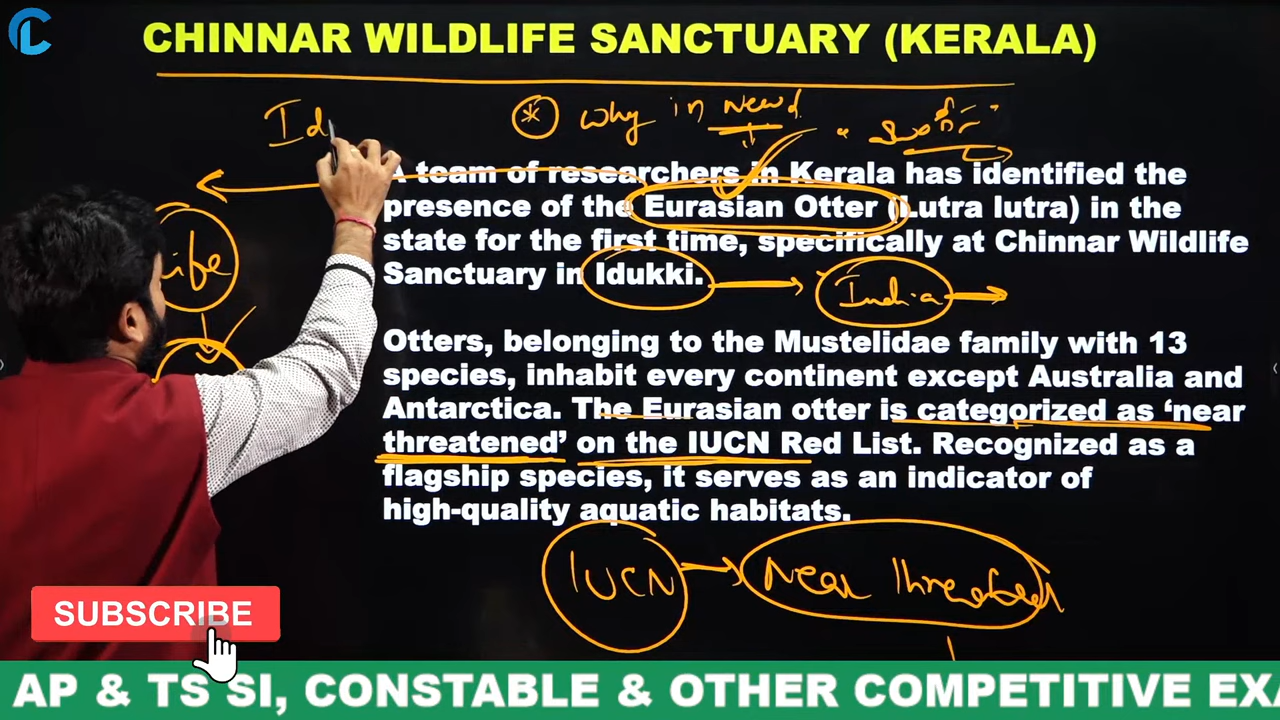 CHINNAR WILDLIFE SANCTUARY (KERALA)
Id
* Why in News
A team of researchers in Kerala has identified the
presence of the Eurasian Otter (Lutra lutra) in the
state for the first time, specifically at Chinnar Wildlife
Sanctuary in Idukki.
India
life
Otters, belonging to the Mustelidae family with 13
species, inhabit every continent except Australia and
Antarctica. The Eurasian otter is categorized as ‘near
threatened’ on the IUCN Red List. Recognized as a
flagship species, it serves as an indicator of
high-quality aquatic habitats.
IUCN Near threatened
SUBSCRIBE
AP & TS SI, CONSTABLE & OTHER COMPETITIVE EXA